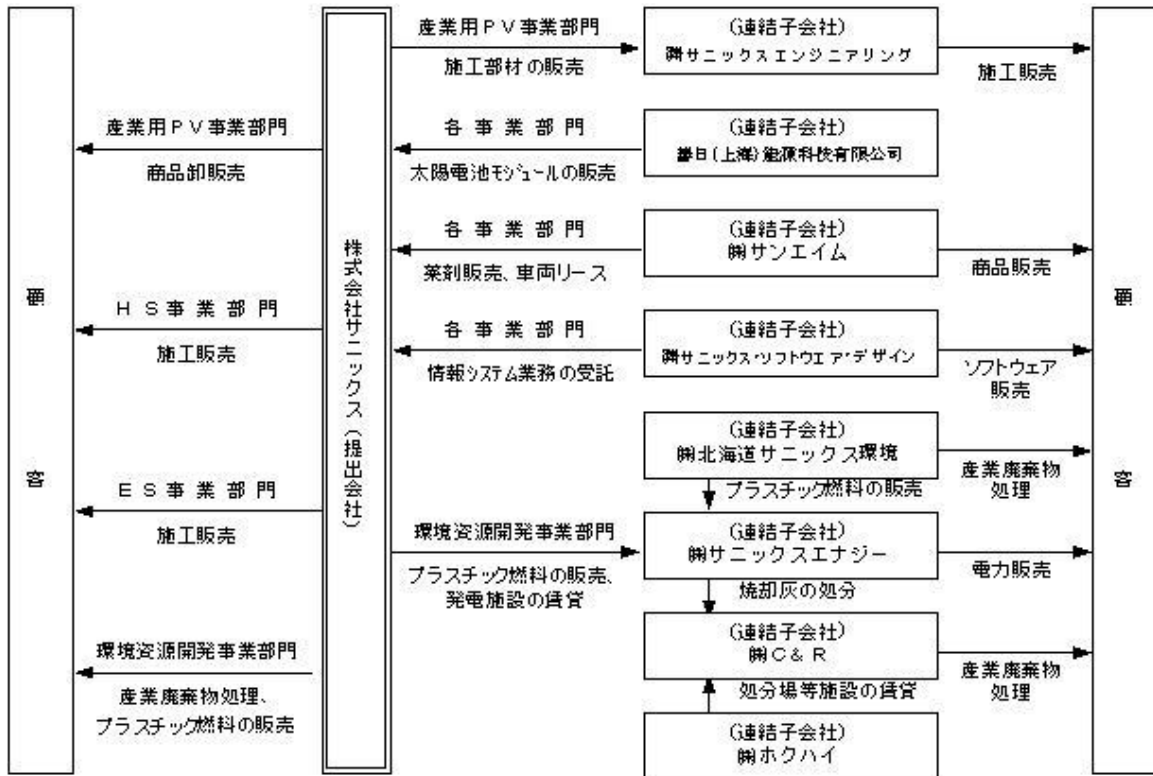 顧
客
産業用ＰＶ事業部門
商品卸販売
ＨＳ事業部門
施工販売
ＥＳ事業部門
施工販売
環境資源開発事業部門
産業廃棄物処理、
プラスチック燃料の販売
株式会社サニックス（提出会社）
産業用ＰＶ事業部門
施工部材の販売
各事業部門
太陽電池モジュールの販売
各事業部門
薬剤販売、車両リース
各事業部門
情報システム業務の受託
環境資源開発事業部門
プラスチック燃料の販売、
発電施設の賃貸
（連結子会社）
㈱サニックスエンジニアリング
（連結子会社）
善日（上海）能源科技有限公司
（連結子会社）
㈱サンエイム
（連結子会社）
㈱サニックス・ソフトウエア・デザイン
（連結子会社）
㈱北海道サニックス環境
プラスチック燃料の販売
（連結子会社）
㈱サニックスエナジー
焼却灰の処分
（連結子会社）
㈱Ｃ＆Ｒ
処分場等施設の賃貸
（連結子会社）
㈱ホクハイ
施工販売
商品販売
ソフトウェア
販売
産業廃棄物
処理
電力販売
産業廃棄物
処理
顧
客